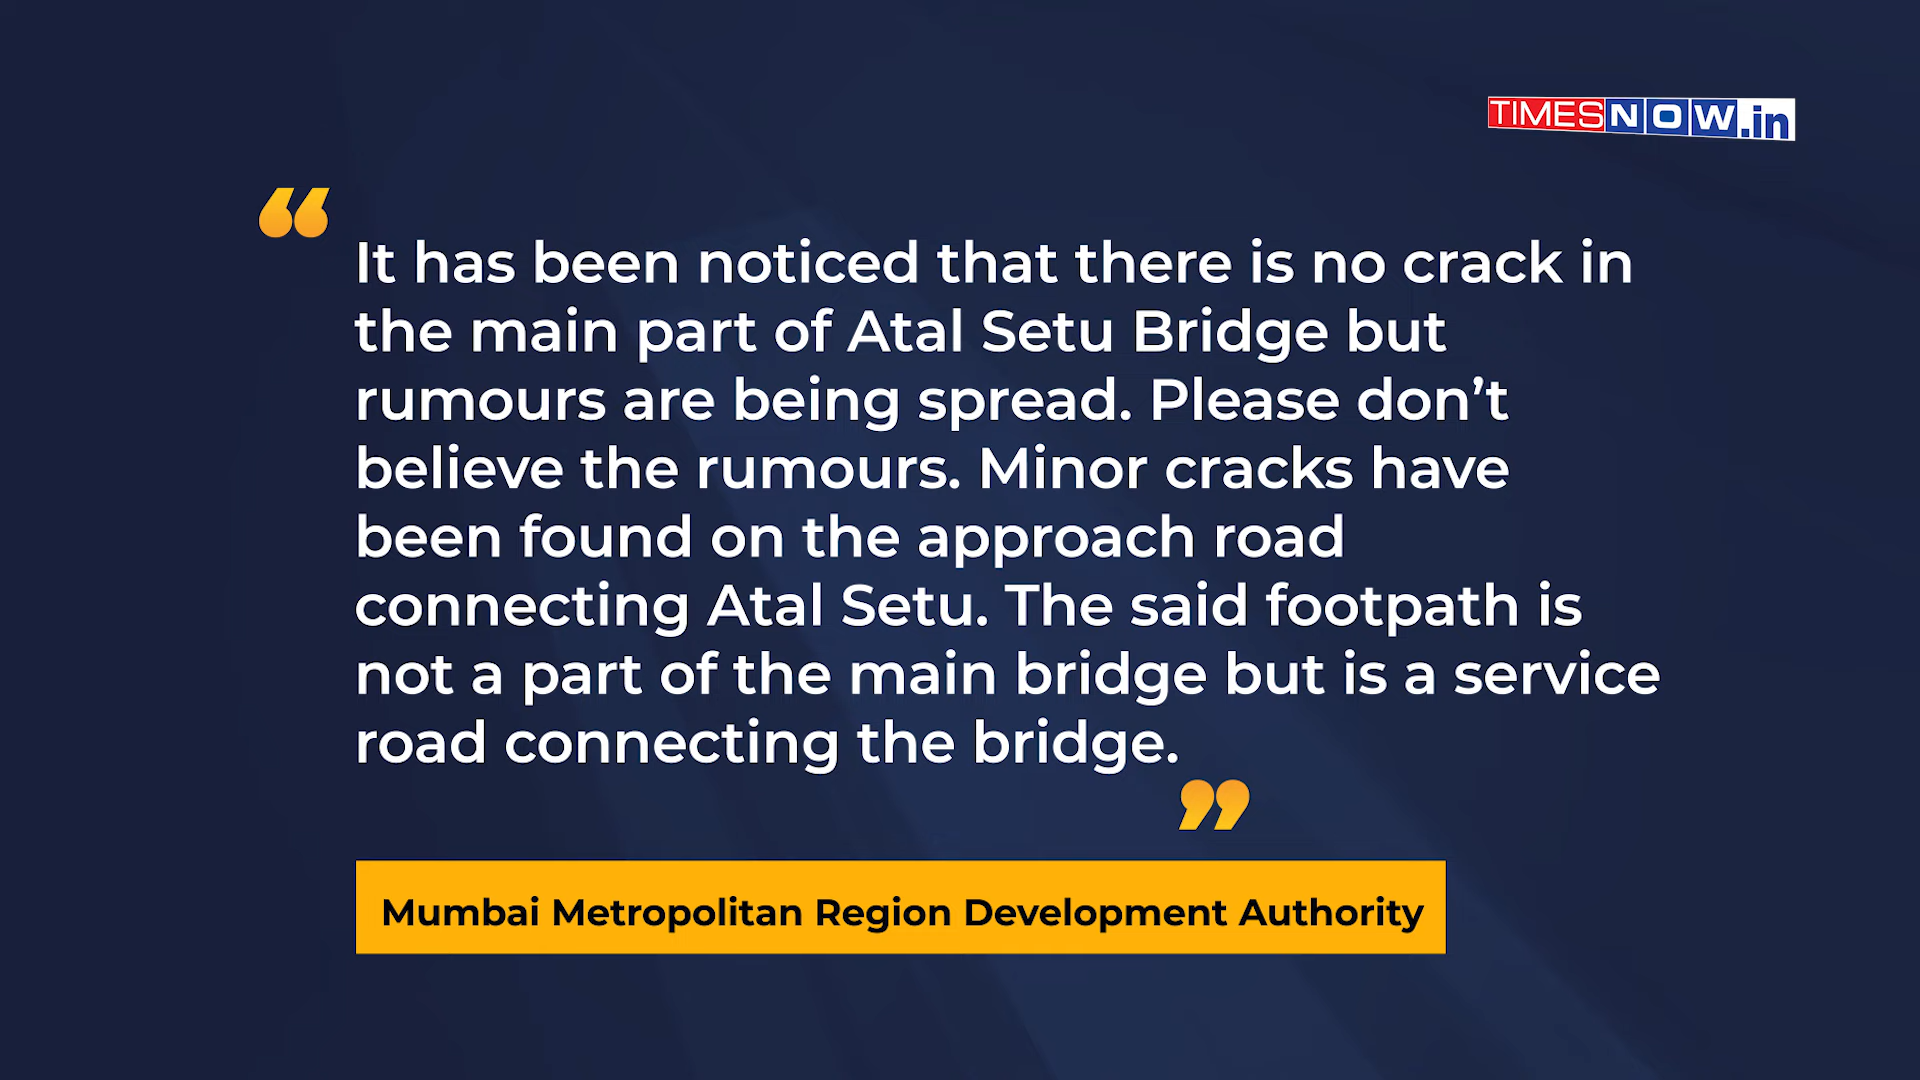 TIMESNOW.in
“
It has been noticed that there is no crack in
the main part of Atal Setu Bridge but
rumours are being spread. Please don’t
believe the rumours. Minor cracks have
been found on the approach road
connecting Atal Setu. The said footpath is
not a part of the main bridge but is a service
road connecting the bridge.
”
Mumbai Metropolitan Region Development Authority